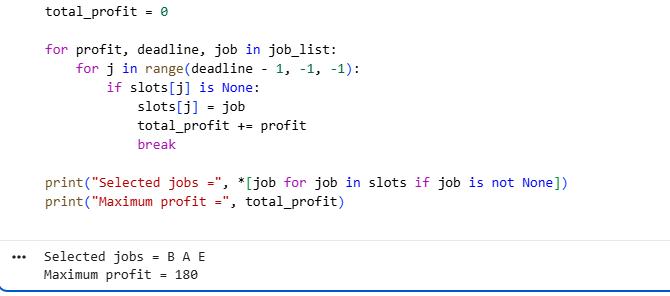 total_profit = 0
for profit, deadline, job in job_list:
    for j in range(deadline - 1, -1, -1):
        if slots[j] is None:
            slots[j] = job
            total_profit += profit
            break
print("Selected jobs =", *[job for job in slots if job is not None])
print("Maximum profit =", total_profit)
Selected jobs = B A E
Maximum profit = 180